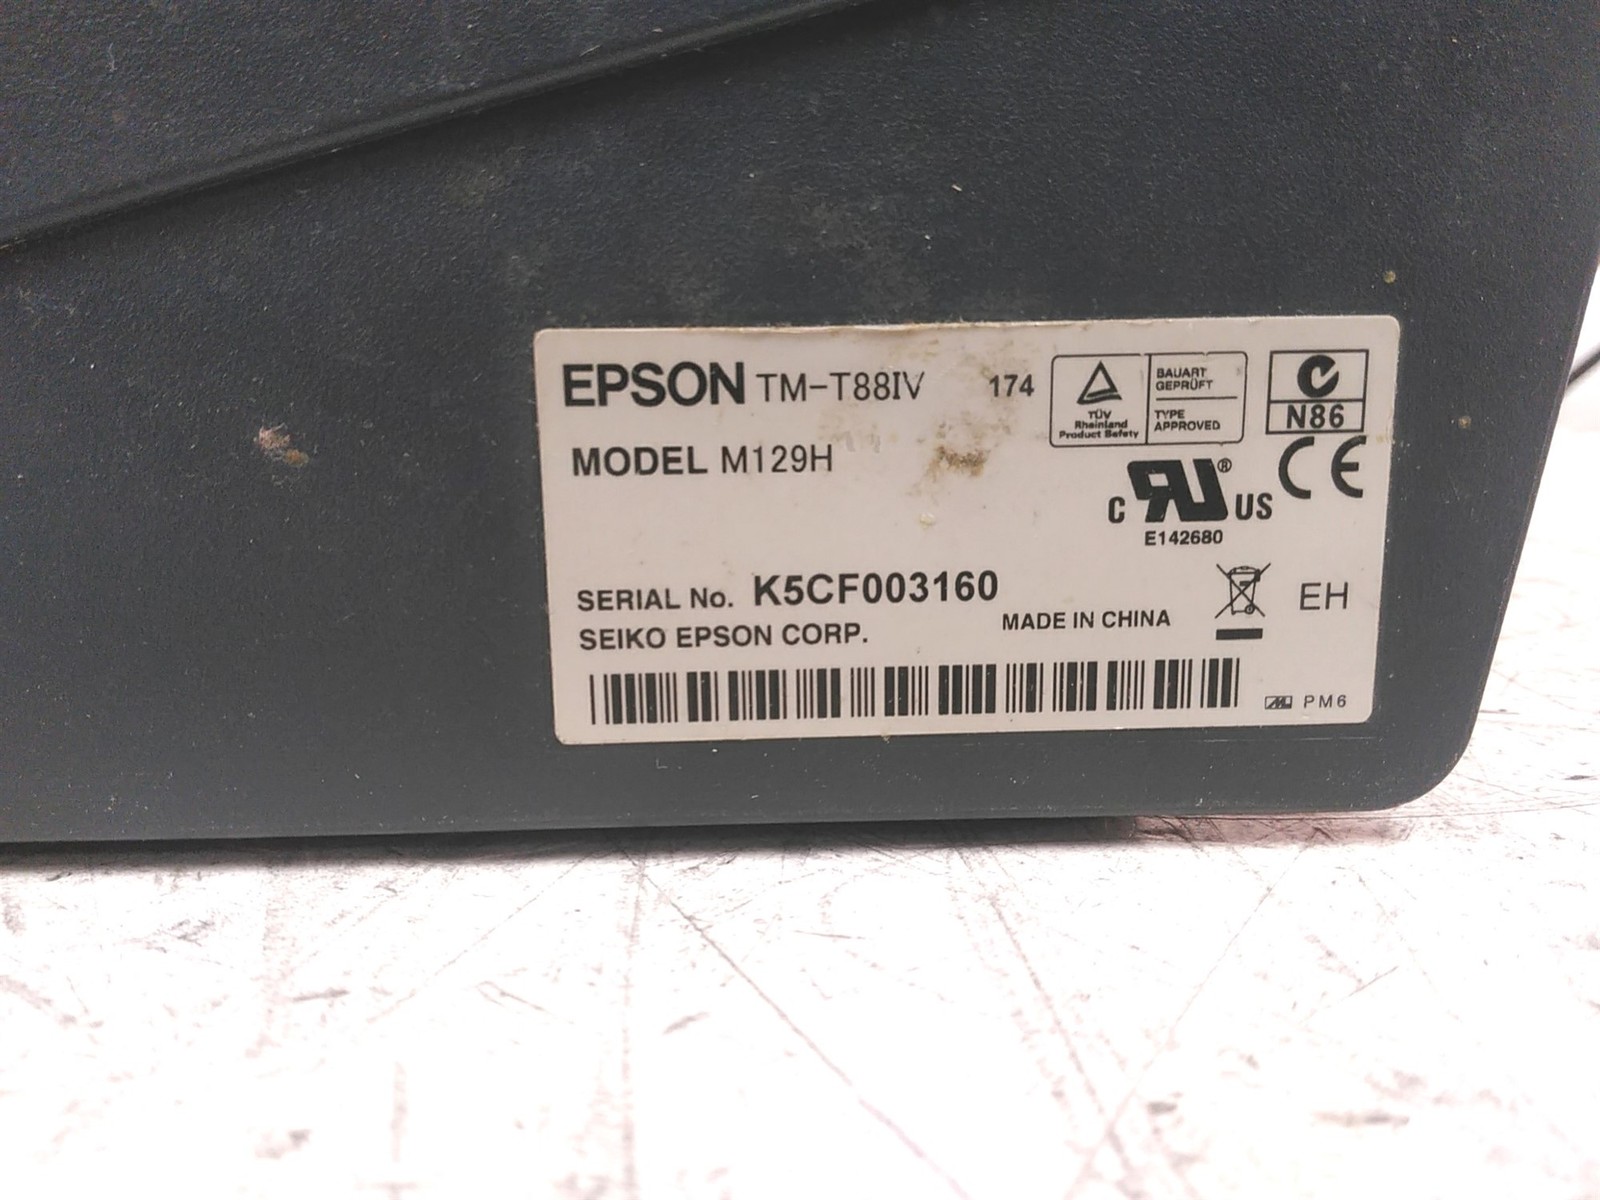 EPSON TM-T88IV 174
MODEL M129H
TÜV
Rheinland
Product Safety
BAUART
GEPRÜFT
TYPE
APPROVED
N86
C RU® US CE
E142680
SERIAL No. K5CF003160
MADE IN CHINA
EH
SEIKO EPSON CORP.
PM6